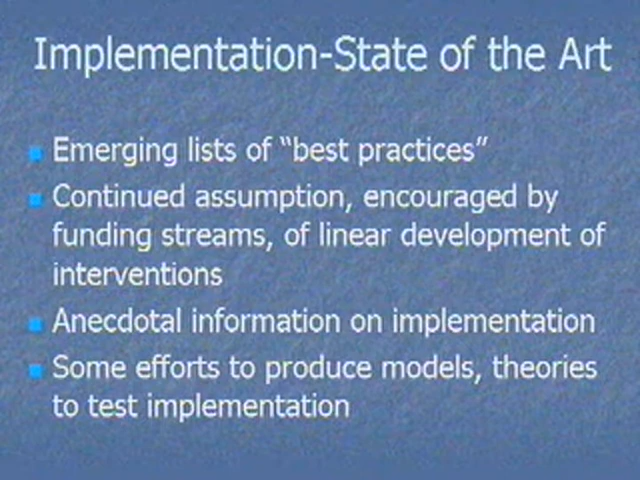 Implementation-State of the Art
Emerging lists of “best practices”
Continued assumption, encouraged by
funding streams, of linear development of
interventions
Anecdotal information on implementation
Some efforts to produce models, theories
to test implementation